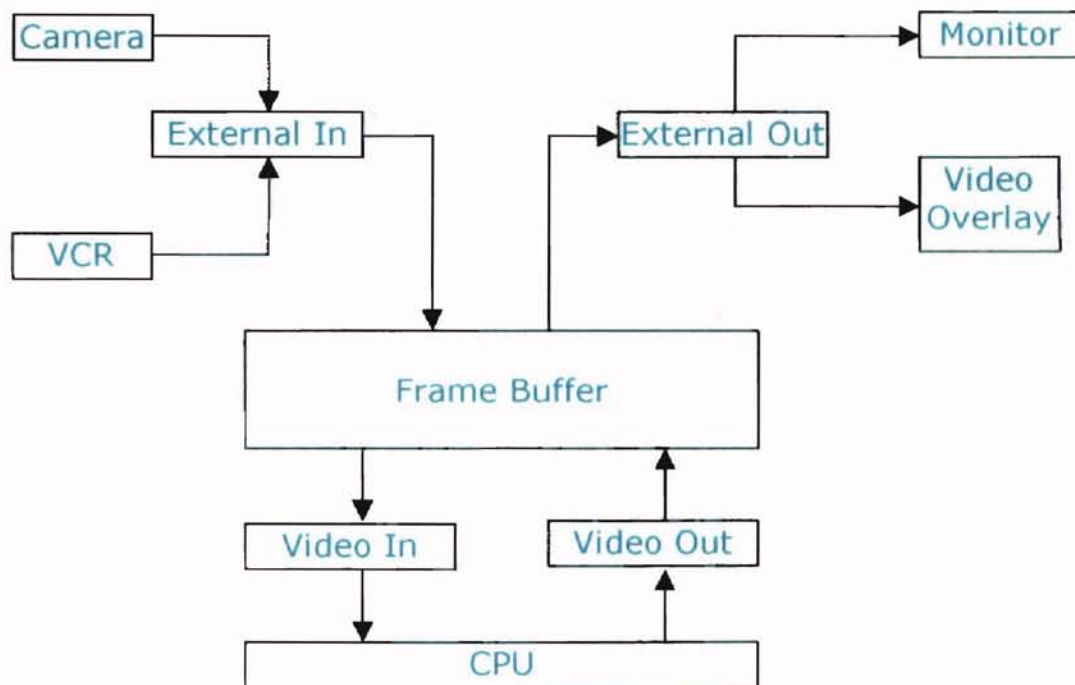 Camera
Monitor
External In
External Out
Video
Overlay
VCR
Frame Buffer
Video In
Video Out
CPU